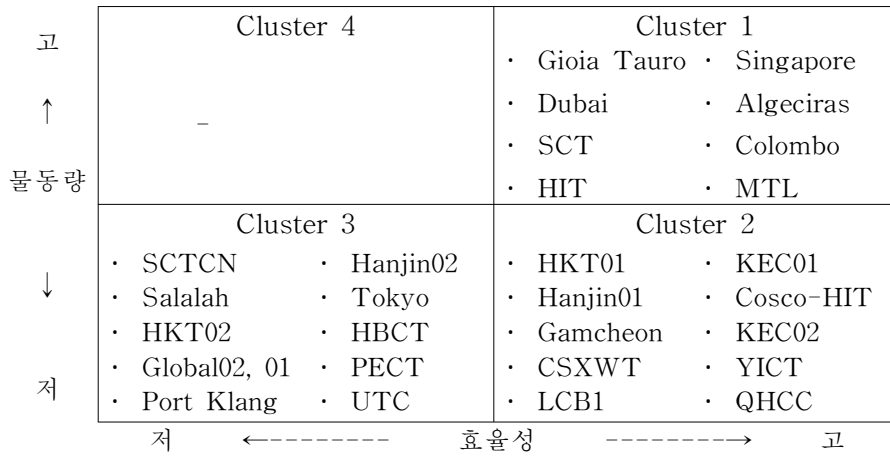 Cluster 4
-
Cluster 1
· Gioia Tauro · Singapore
· Dubai · Algeciras
· SCT · Colombo
· HIT · MTL
고
↑
물동량
↓
저
Cluster 3
· SCTCN · Hanjin02
· Salalah · Tokyo
· HKT02 · HBCT
· Global02, 01 · PECT
· Port Klang · UTC
Cluster 2
· HKT01 · KEC01
· Hanjin01 · Cosco-HIT
· Gamcheon · KEC02
· CSXWT · YICT
· LCB1 · QHCC
저 ←-------- 효율성 --------→ 고